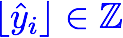 ⌊ŷᵢ⌋ ∈ ℤ